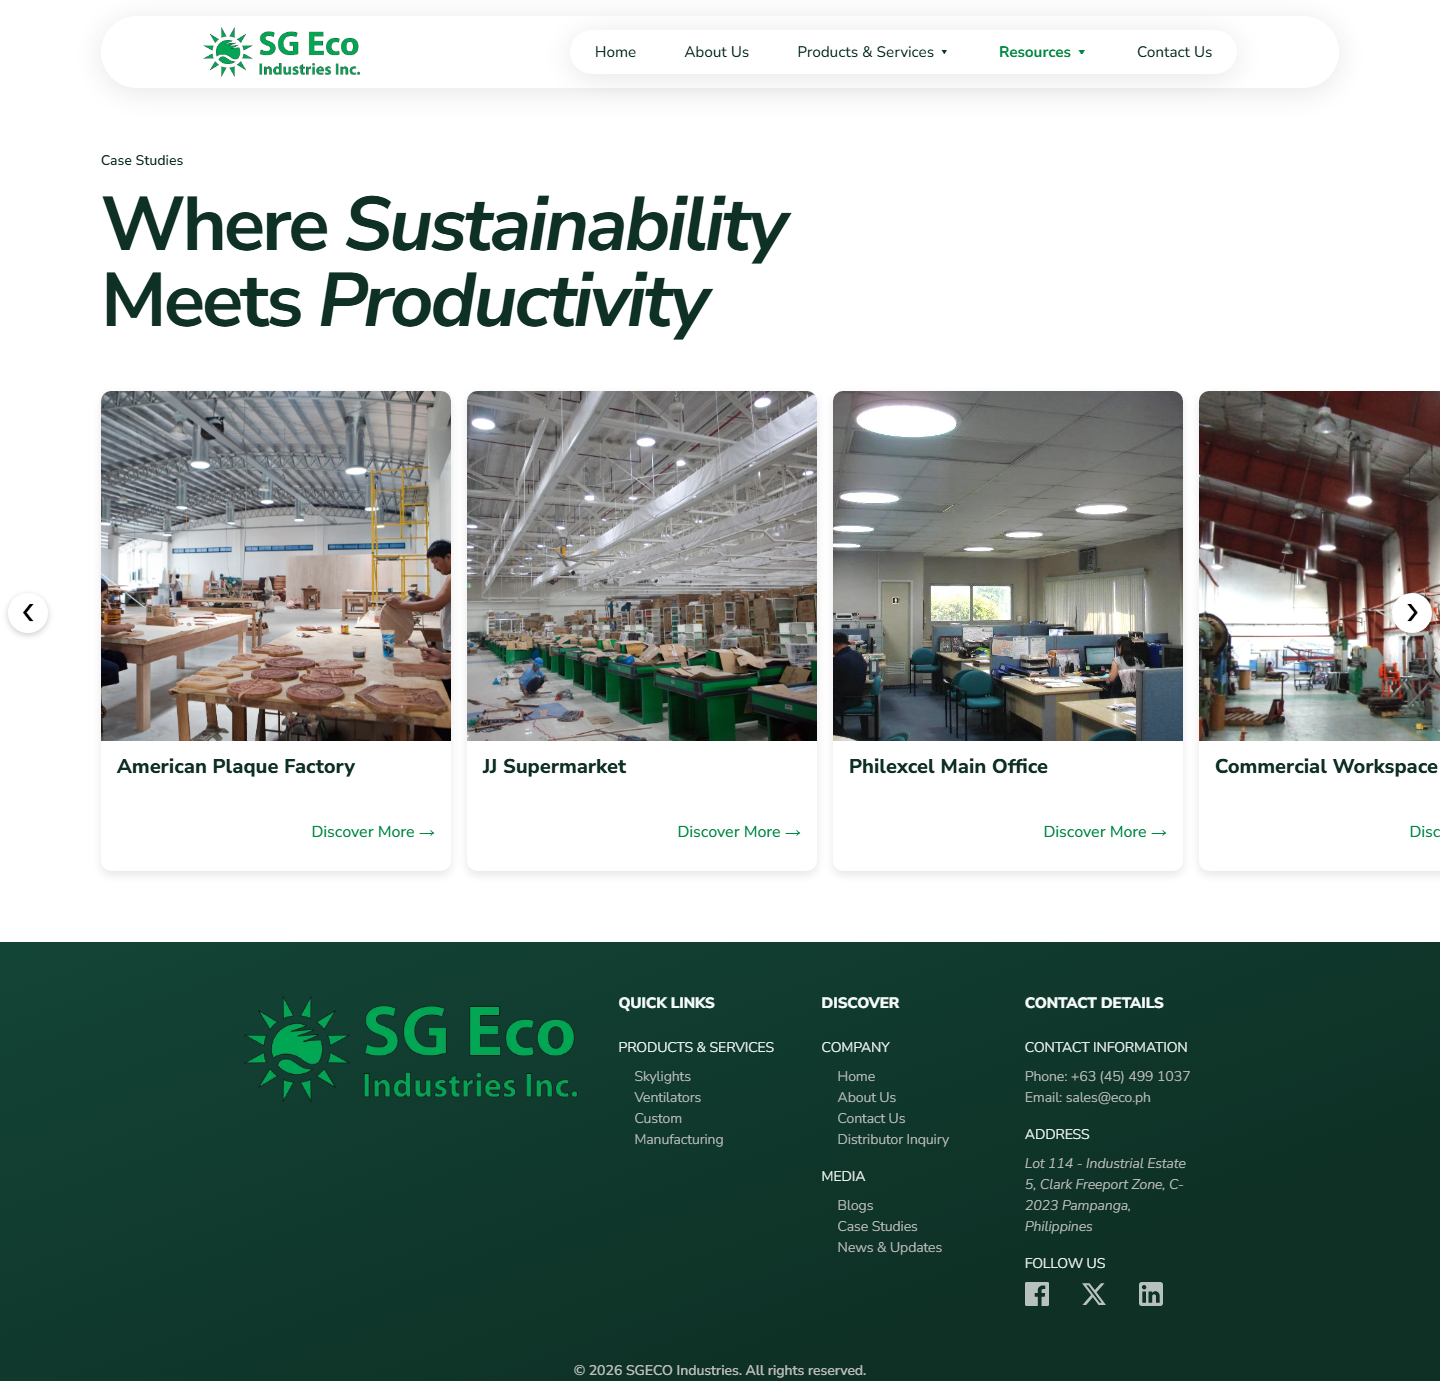 SG Eco
Industries Inc.
Home
About Us
Products & Services
Resources
Contact Us
Case Studies
Where Sustainability
Meets Productivity
American Plaque Factory
Discover More →
JJ Supermarket
Discover More →
Philexcel Main Office
Discover More →
Commercial Workspace
Disc
SG Eco
Industries Inc.
QUICK LINKS
PRODUCTS & SERVICES
Skylights
Ventilators
Custom
Manufacturing
DISCOVER
COMPANY
Home
About Us
Contact Us
Distributor Inquiry
MEDIA
Blogs
Case Studies
News & Updates
CONTACT DETAILS
CONTACT INFORMATION
Phone: +63 (45) 499 1037
Email: sales@eco.ph
ADDRESS
Lot 114 - Industrial Estate
5, Clark Freeport Zone, C-
2023 Pampanga,
Philippines
FOLLOW US
© 2026 SGECO Industries. All rights reserved.